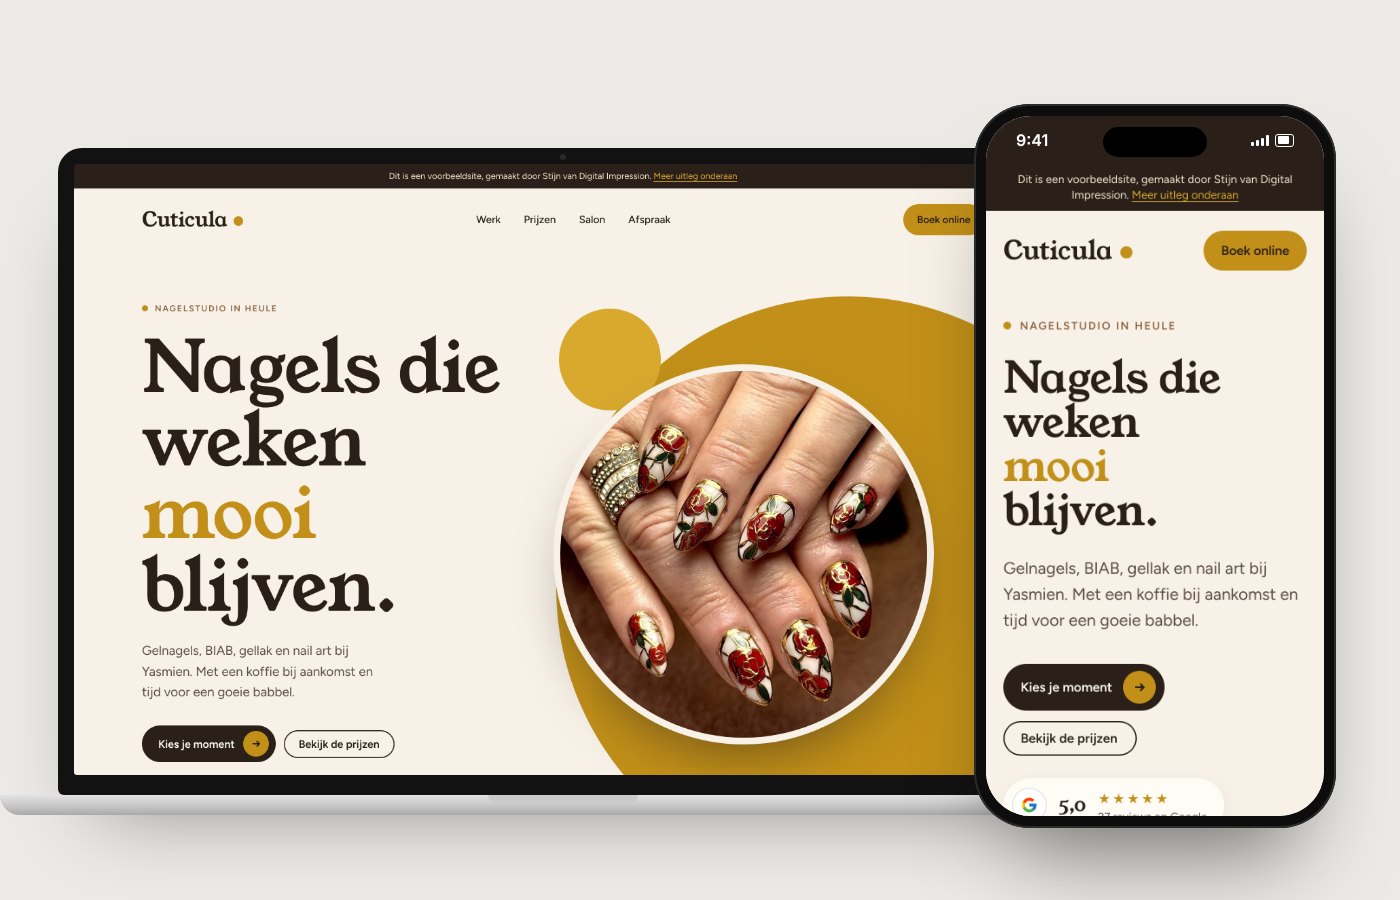 Dit is een voorbeeldsite, gemaakt door Stijn van Digital Impression. Meer uitleg onderaan
Cuticula
Werk Prijzen Salon Afspraak
Boek online
NAGELSTUDIO IN HEULE
Nagels die
weken
mooi
blijven.
Gelnagels, BIAB, gellak en nail art bij
Yasmien. Met een koffie bij aankomst en
tijd voor een goeie babbel.
Kies je moment
Bekijk de prijzen
9:41
Dit is een voorbeeldsite, gemaakt door Stijn van Digital
Impression. Meer uitleg onderaan
Cuticula
Boek online
NAGELSTUDIO IN HEULE
Nagels die
weken
mooi
blijven.
Gelnagels, BIAB, gellak en nail art bij
Yasmien. Met een koffie bij aankomst en
tijd voor een goeie babbel.
Kies je moment
Bekijk de prijzen
G 5,0